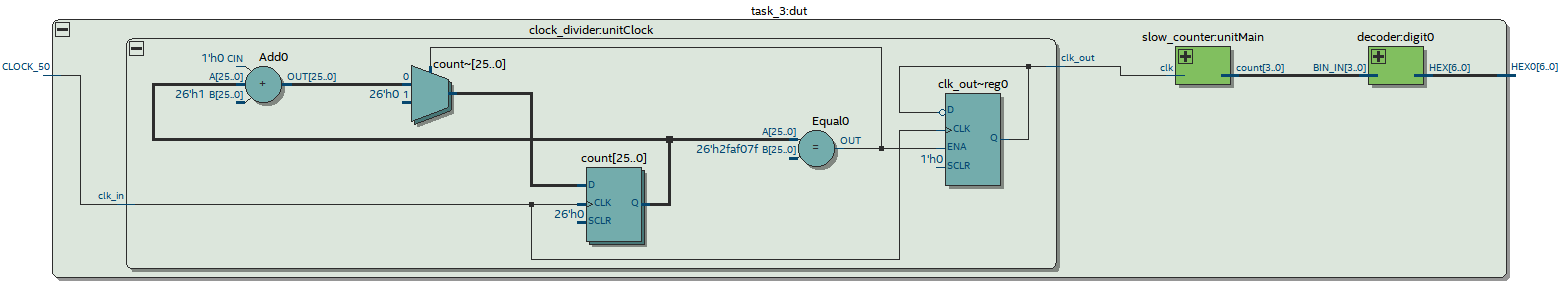 task_3:dut
clock_divider:unitClock
CLOCK_50
1'h0 CIN
Add0
A[25..0]
OUT[25..0]
26'h1 B[25..0]
+
count~[25..0]
0
26'h0 1
clk_out
slow_counter:unitMain
clk
count[3..0]
decoder:digit0
BIN_IN[3..0]
HEX[6..0]
HEX0[6..0]
clk_out~reg0
D
CLK
ENA
1'h0
SCLR
Q
Equal0
A[25..0]
26'h2faf07f B[25..0]
=
OUT
count[25..0]
D
CLK
Q
26'h0
SCLR
clk_in